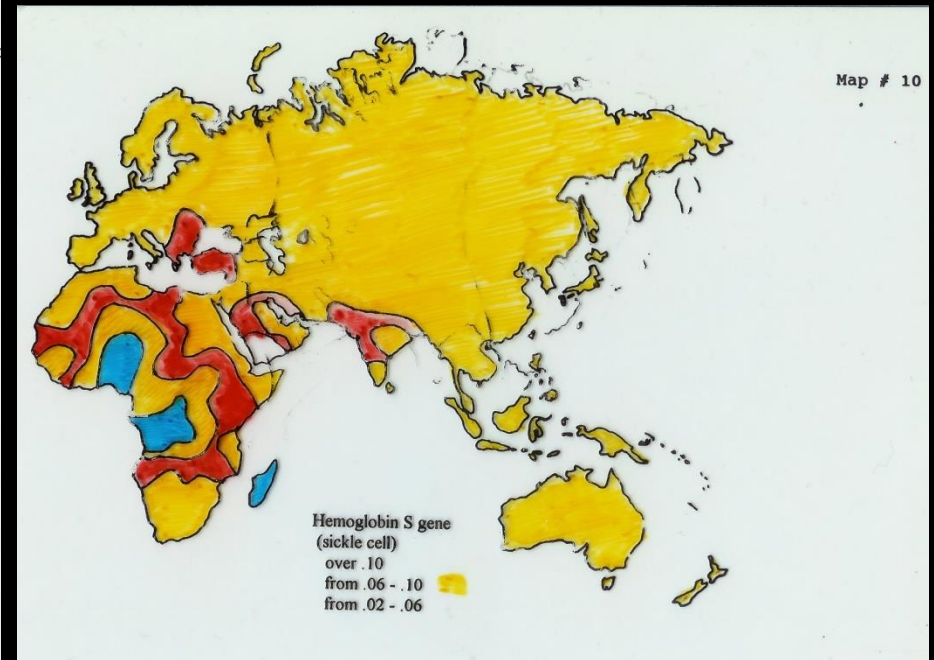 Map # 10
Hemoglobin S gene
(sickle cell)
over .10
from .06 - .10
from .02 - .06